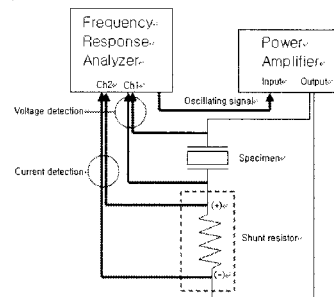 Frequency
Response
Analyzer
Ch2 Ch1
Power
Amplifier
Input Output
Oscillating signal
Voltage detection
Specimen
Current detection
(+)
Shunt resistor
(-)